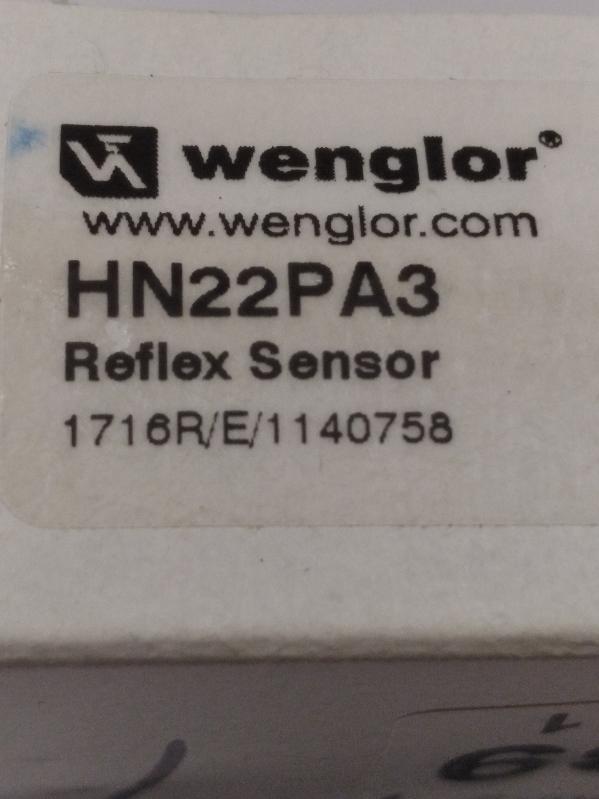 wenglor®
www.wenglor.com
HN22PA3
Reflex Sensor
1716R/E/1140758